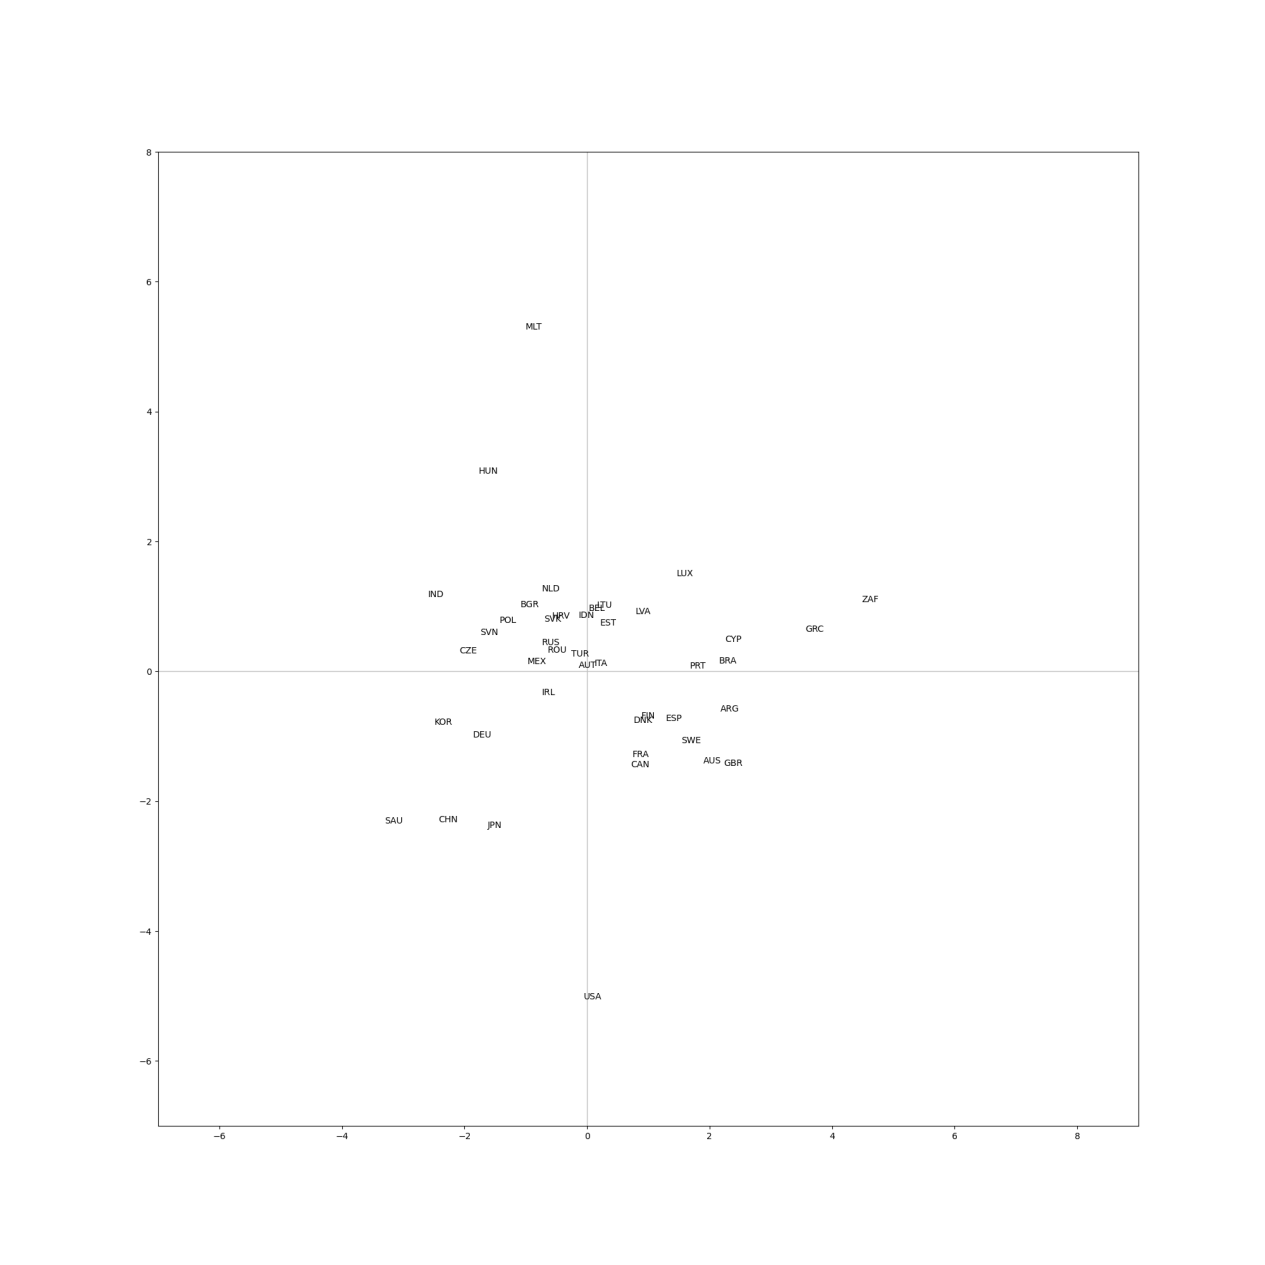 8
6
MLT
4
HUN
2
LUX
NLD
IND
ZAF
BGR
LTU
BEL
LVA
HRV
IDN
SVK
POL
EST
GRC
SVN
CYP
RUS
ROU
CZE
TUR
MEX
BRA
ITA
AUT
PRT
0
IRL
ARG
FIN
ESP
DNK
KOR
DEU
SWE
FRA
AUS
GBR
CAN
−2
SAU
CHN
JPN
−4
USA
−6
−6 −4 −2 0 2 4 6 8